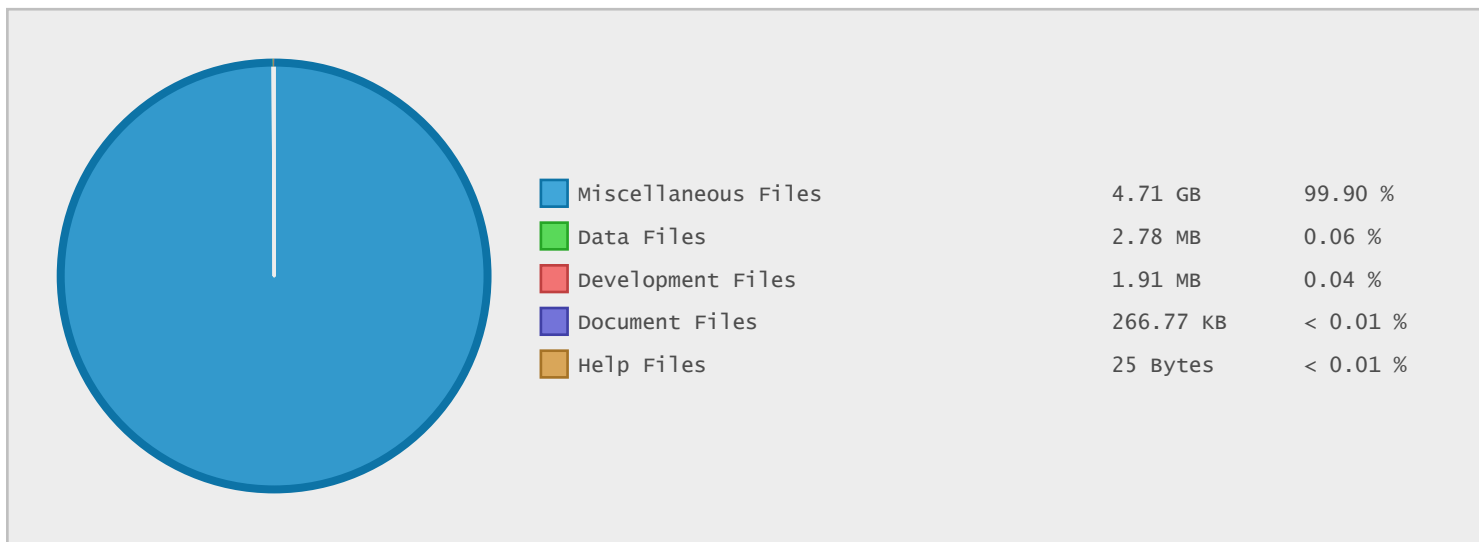 Miscellaneous Files 4.71 GB 99.90 %
Data Files 2.78 MB 0.06 %
Development Files 1.91 MB 0.04 %
Document Files 266.77 KB < 0.01 %
Help Files 25 Bytes < 0.01 %